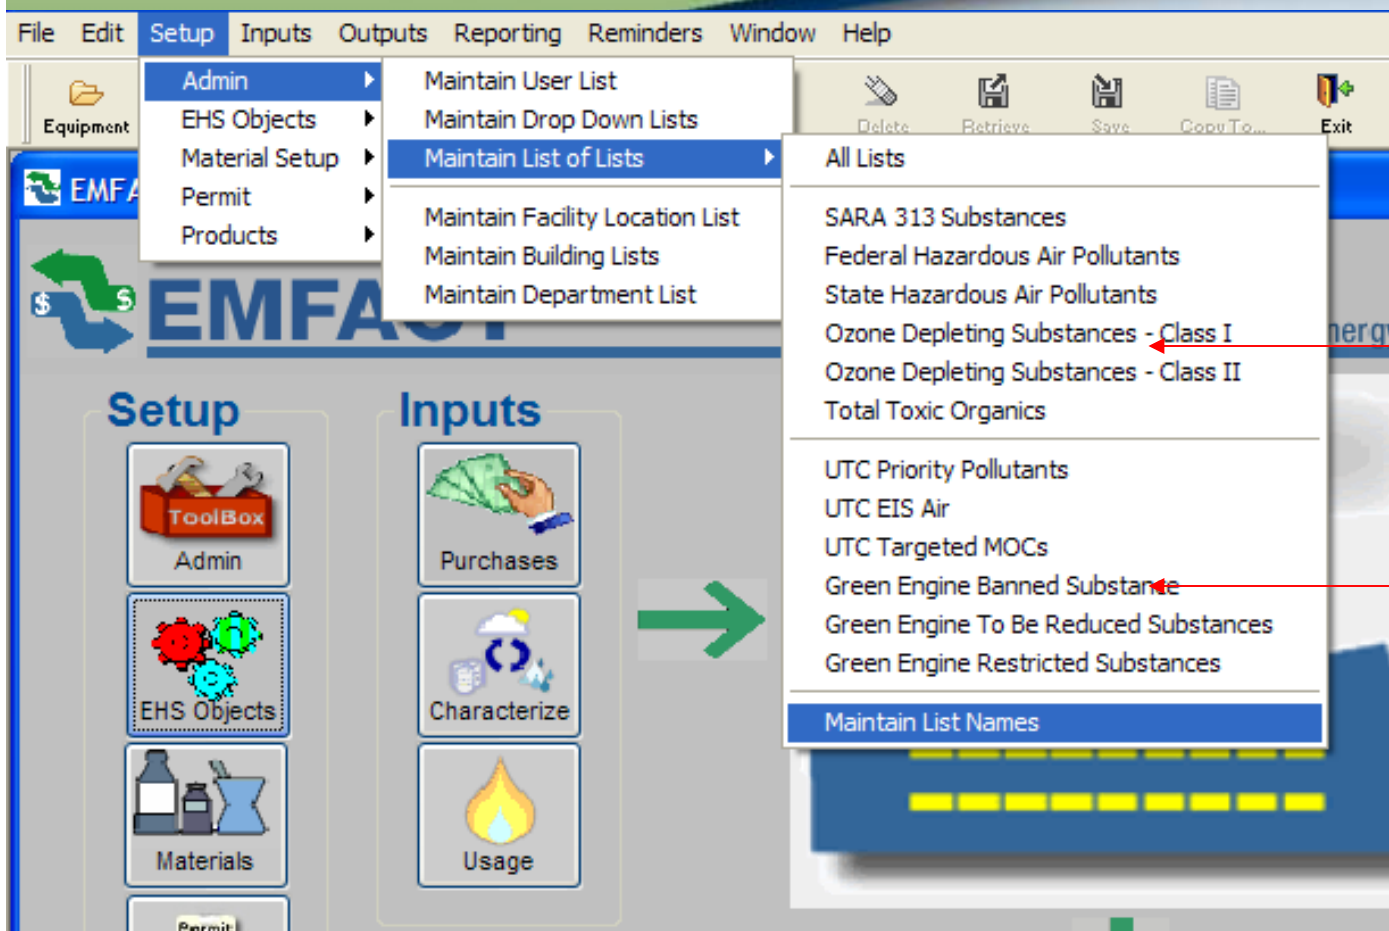 File Edit Setup Inputs Outputs Reporting Reminders Window Help
Equipment Delete Retrieve Save Copy To... Exit
Admin
EHS Objects
Material Setup
Permit
Products
Maintain User List
Maintain Drop Down Lists
Maintain List of Lists
Maintain Facility Location List
Maintain Building Lists
Maintain Department List
All Lists
SARA 313 Substances
Federal Hazardous Air Pollutants
State Hazardous Air Pollutants
Ozone Depleting Substances - Class I
Ozone Depleting Substances - Class II
Total Toxic Organics
UTC Priority Pollutants
UTC EIS Air
UTC Targeted MOCs
Green Engine Banned Substance
Green Engine To Be Reduced Substances
Green Engine Restricted Substances
Maintain List Names
EMFA
$ $ EMFACT
Setup
ToolBox
Admin
EHS Objects
Materials
Permit
Inputs
Purchases
Characterize
Usage